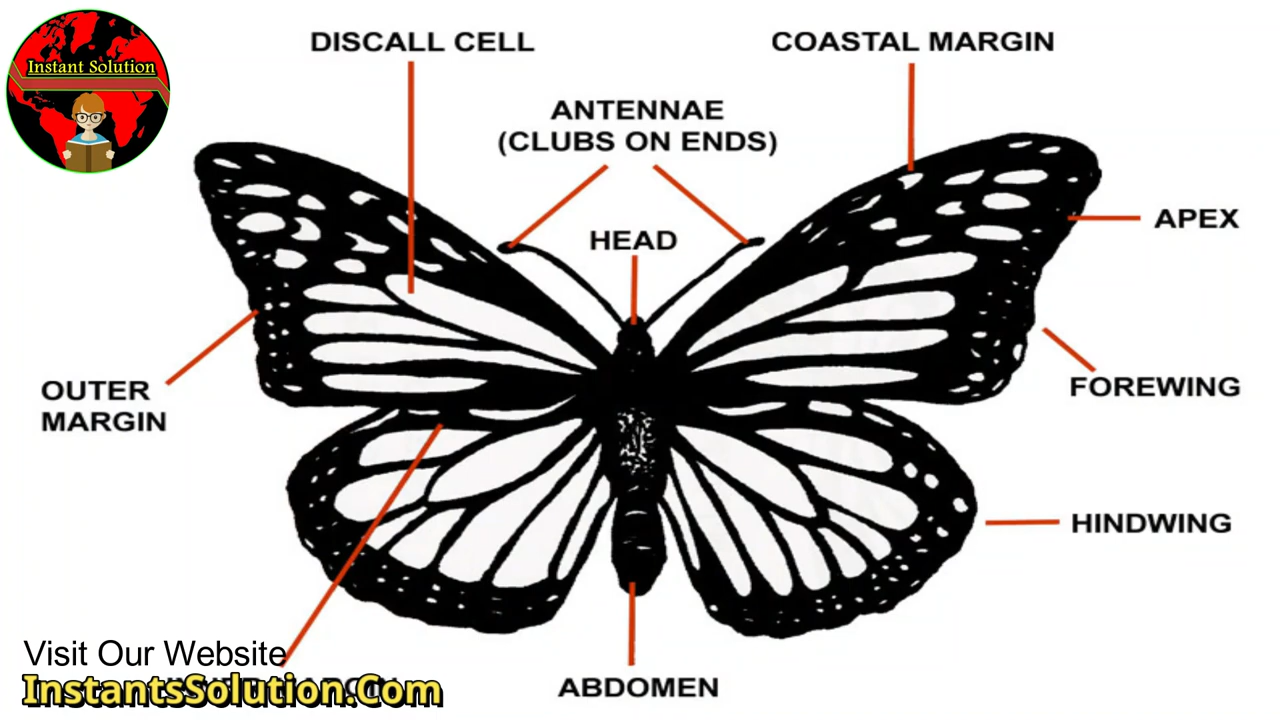 Instant Solution
DISCALL CELL
COASTAL MARGIN
ANTENNAE
(CLUBS ON ENDS)
HEAD
APEX
OUTER
MARGIN
FOREWING
HINDWING
Visit Our Website
InstantsSolution.Com
ABDOMEN